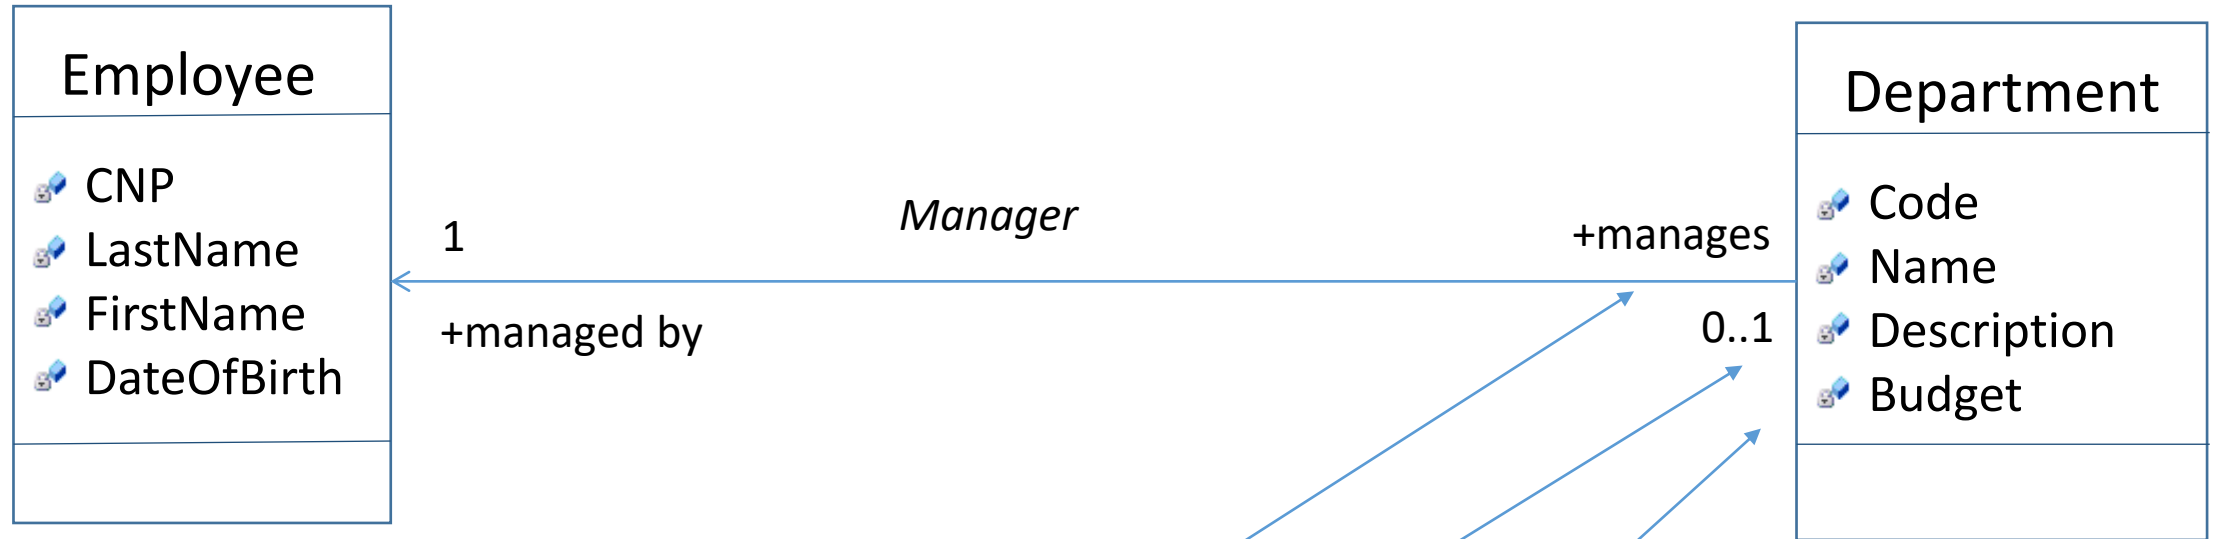 Employee
CNP
LastName
FirstName
DateOfBirth
1
Manager
+manages
+managed by
0..1
Department
Code
Name
Description
Budget